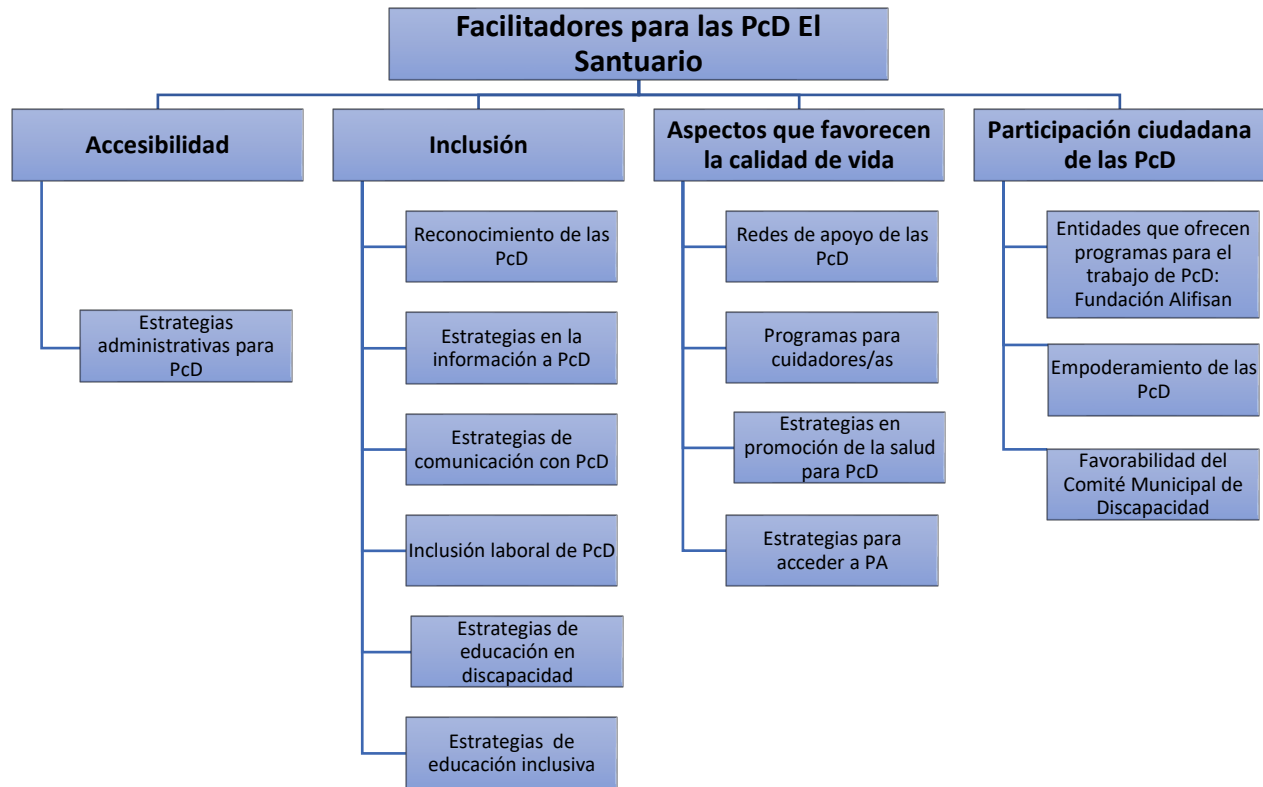 Facilitadores para las PcD El
Santuario
Accesibilidad
Estrategias
administrativas para
PcD
Inclusión
Reconocimiento de las
PcD
Estrategias en la
información a PcD
Estrategias de
comunicación con PcD
Inclusión laboral de PcD
Estrategias de
educación en
discapacidad
Estrategias de
educación inclusiva
Aspectos que favorecen
la calidad de vida
Redes de apoyo de las
PcD
Programas para
cuidadores/as
Estrategias en
promoción de la salud
para PcD
Estrategias para
acceder a PA
Participación ciudadana
de las PcD
Entidades que ofrecen
programas para el
trabajo de PcD:
Fundación Alifisan
Empoderamiento de las
PcD
Favorabilidad del
Comité Municipal de
Discapacidad